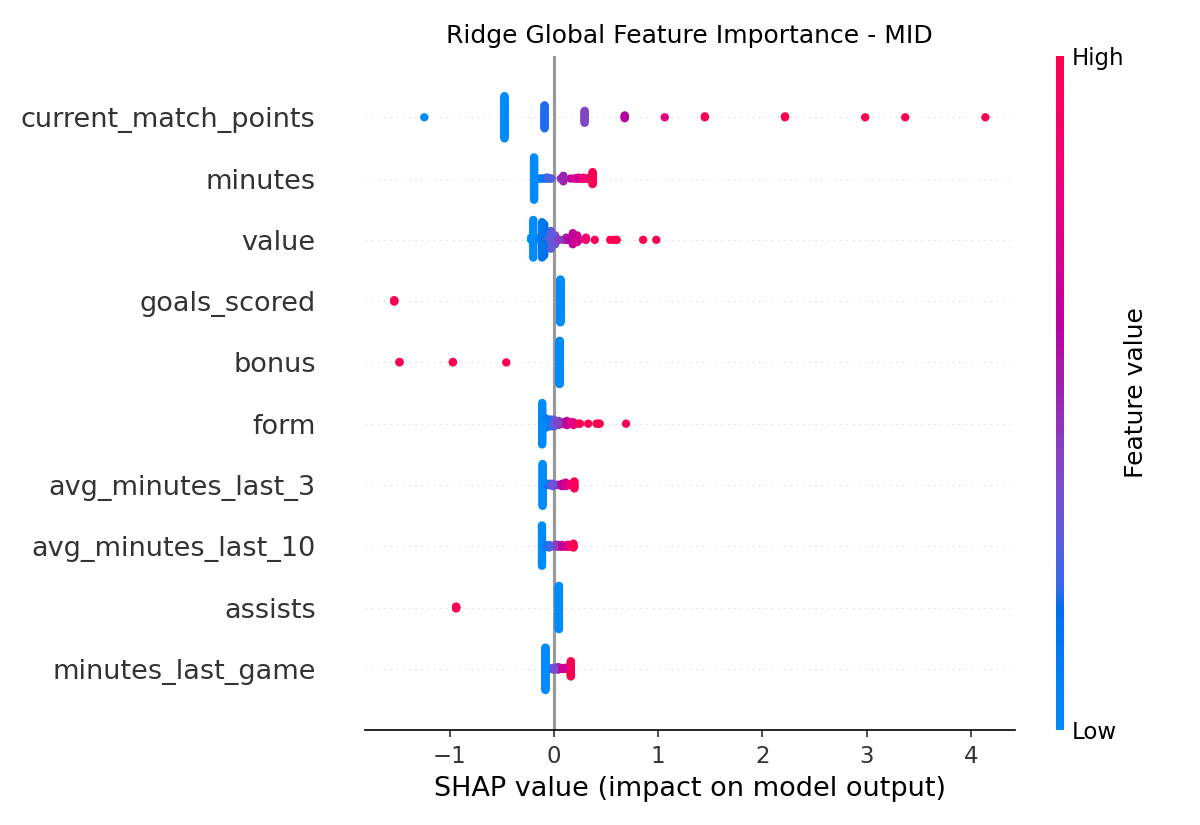 Ridge Global Feature Importance - MID
High
current_match_points
minutes
value
goals_scored
bonus
form
avg_minutes_last_3
avg_minutes_last_10
assists
minutes_last_game
Feature value
Low
−1 0 1 2 3 4
SHAP value (impact on model output)